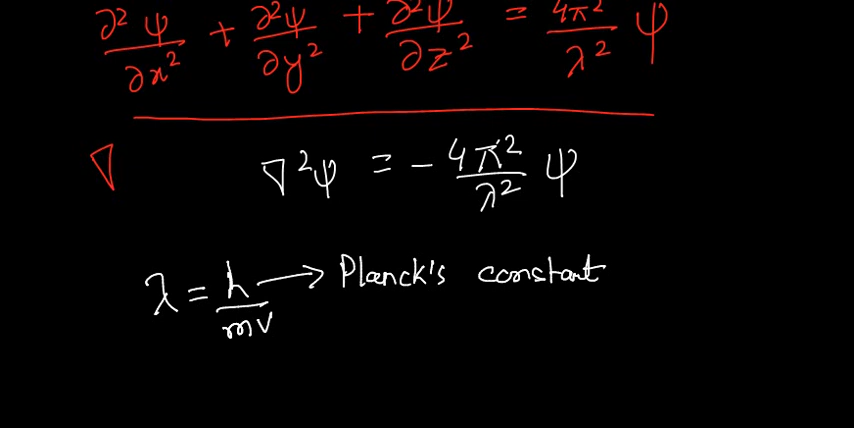 ∂²ψ/∂x² + ∂²ψ/∂y² + ∂²ψ/∂z² = 4π²/λ² ψ
∇ ∇²ψ = - 4π²/λ² ψ
λ = h/mv → Planck's constant